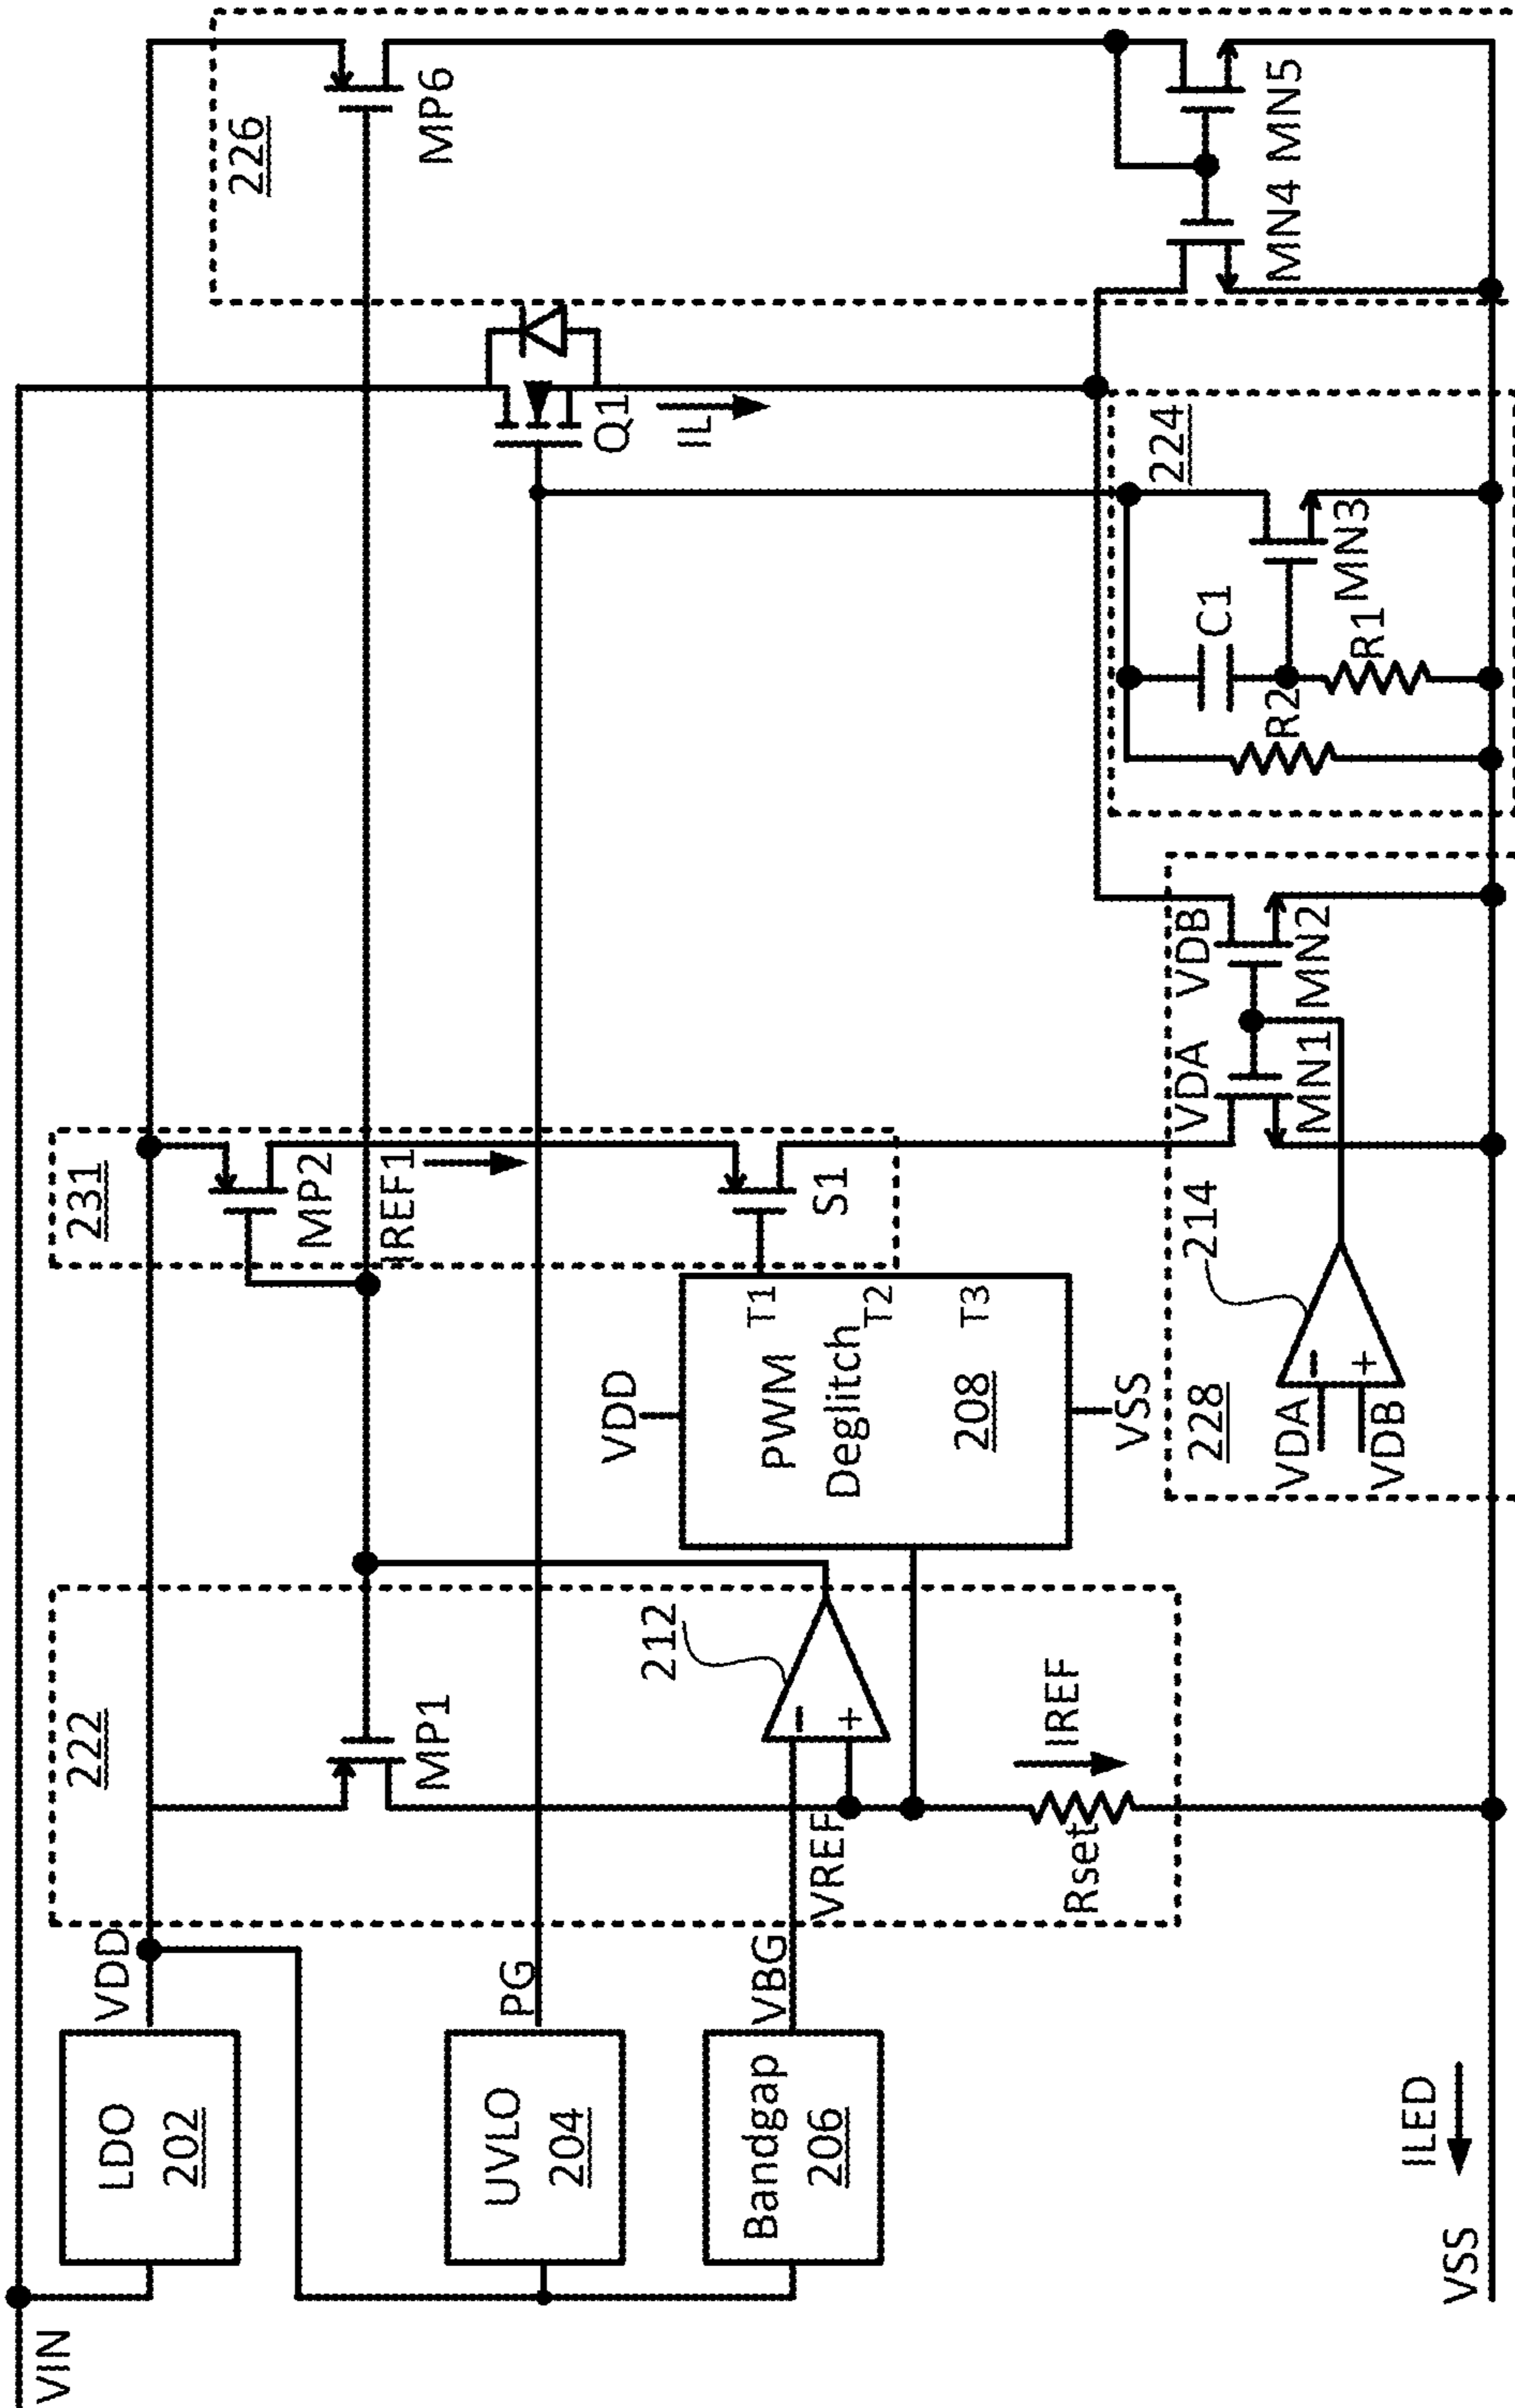 VIN
LDO
202
VDD
UVLO
204
PG
Bandgap
206
VBG
VSS
ILED
222
MP1
212
VREF
−
+
Rset
IREF
231
MP2
IREF1
S1
VDD
PWM
Deglitch
208
T1
T2
T3
VSS
228
214
VDA
VDB
−
+
VDA
VDB
MN1
MN2
Q1
IL
224
C1
R2
R1
MN3
226
MP6
MN4
MN5